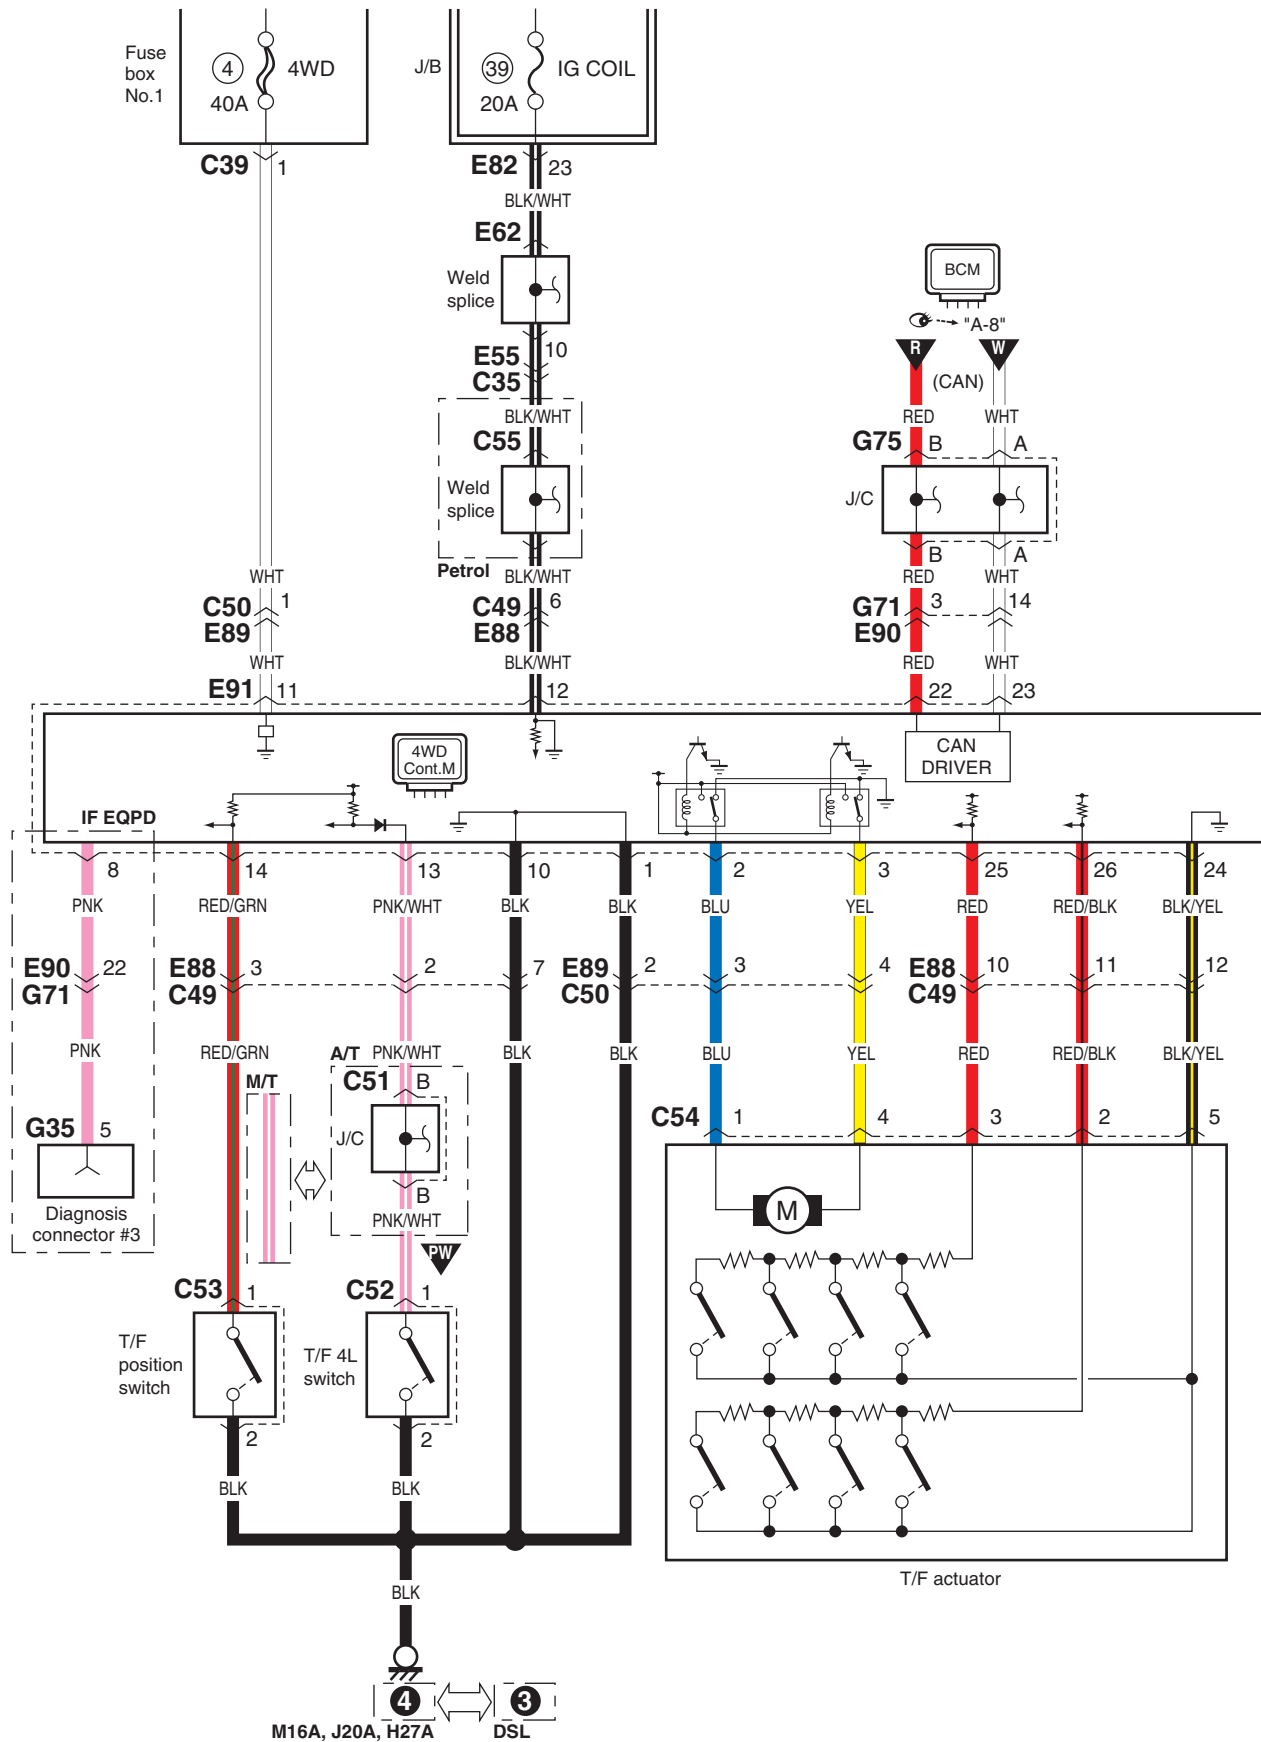 Fuse
box
No.1
4
4WD
40A
J/B
39
IG COIL
20A
C39
1
E82
23
BLK/WHT
E62
Weld
splice
10
E55
C35
BLK/WHT
C55
Weld
splice
Petrol
BLK/WHT
BCM
"A-8"
R
W
(CAN)
RED
WHT
G75
B
A
J/C
B
A
WHT
RED
WHT
C50
1
E89
C49
6
E88
G71
3
14
E90
WHT
BLK/WHT
RED
WHT
E91
11
12
22
23
4WD
Cont.M
CAN
DRIVER
IF EQPD
8
14
13
10
1
2
3
25
26
24
PNK
RED/GRN
PNK/WHT
BLK
BLK
BLU
YEL
RED
RED/BLK
BLK/YEL
E90
22
G71
E88
3
C49
2
7
E89
2
C50
3
4
E88
10
C49
11
12
PNK
RED/GRN
A/T
PNK/WHT
BLK
BLK
BLU
YEL
RED
RED/BLK
BLK/YEL
M/T
C51
B
J/C
B
PNK/WHT
PW
G35
5
Diagnosis
connector #3
C54
1
4
3
2
5
M
C53
1
C52
1
T/F
position
switch
T/F 4L
switch
2
2
BLK
BLK
BLK
T/F actuator
4
3
M16A, J20A, H27A
DSL